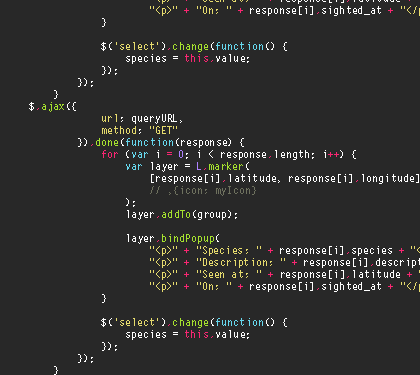 "<p>" + "On: " + response[i].sighted_at + "</
}
$('select').change(function() {
species = this.value;
});
});
}
$.ajax({
url: queryURL,
method: "GET"
}).done(function(response) {
for (var i = 0; i < response.length; i++) {
var layer = L.marker(
[response[i].latitude, response[i].longitude]
// ,{icon: myIcon}
);
layer.addTo(group);
layer.bindPopup(
"<p>" + "Species: " + response[i].species + "<
"<p>" + "Description: " + response[i].descript
"<p>" + "Seen at: " + response[i].latitude + "
"<p>" + "On: " + response[i].sighted_at + "</
}
$('select').change(function() {
species = this.value;
});
});
}